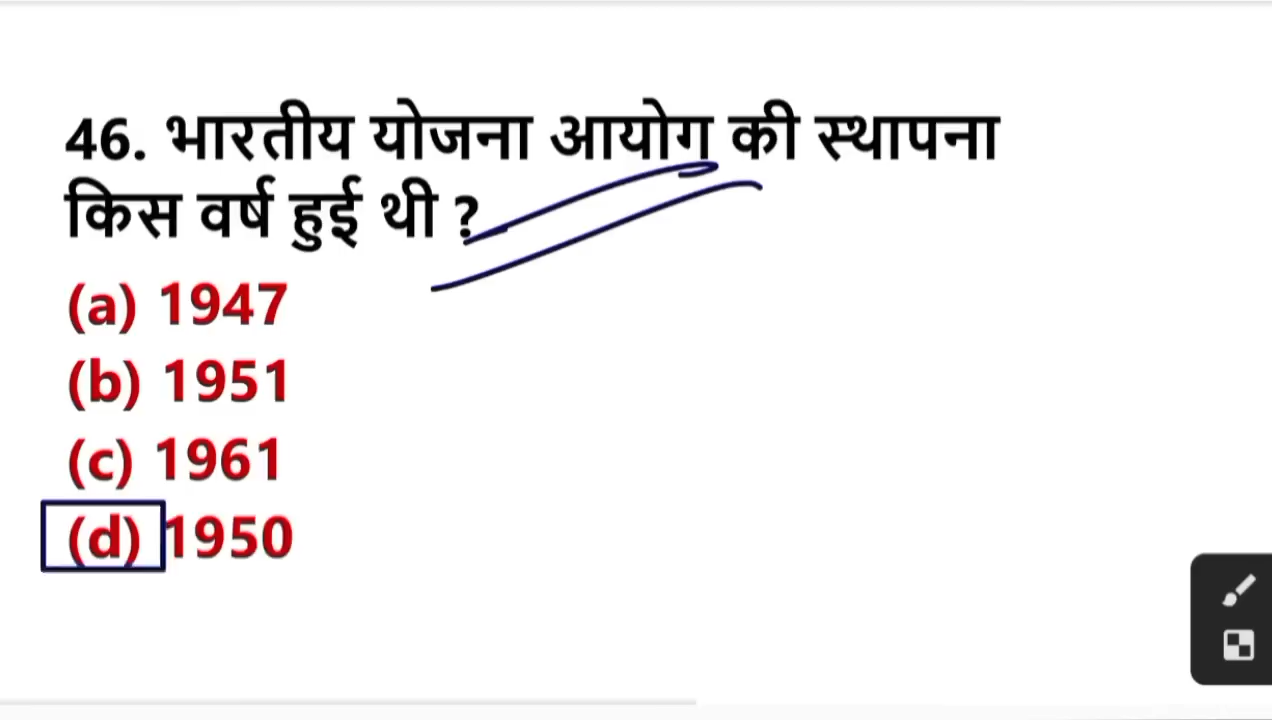 46. भारतीय योजना आयोग की स्थापना
किस वर्ष हुई थी ?
(a) 1947
(b) 1951
(c) 1961
(d) 1950